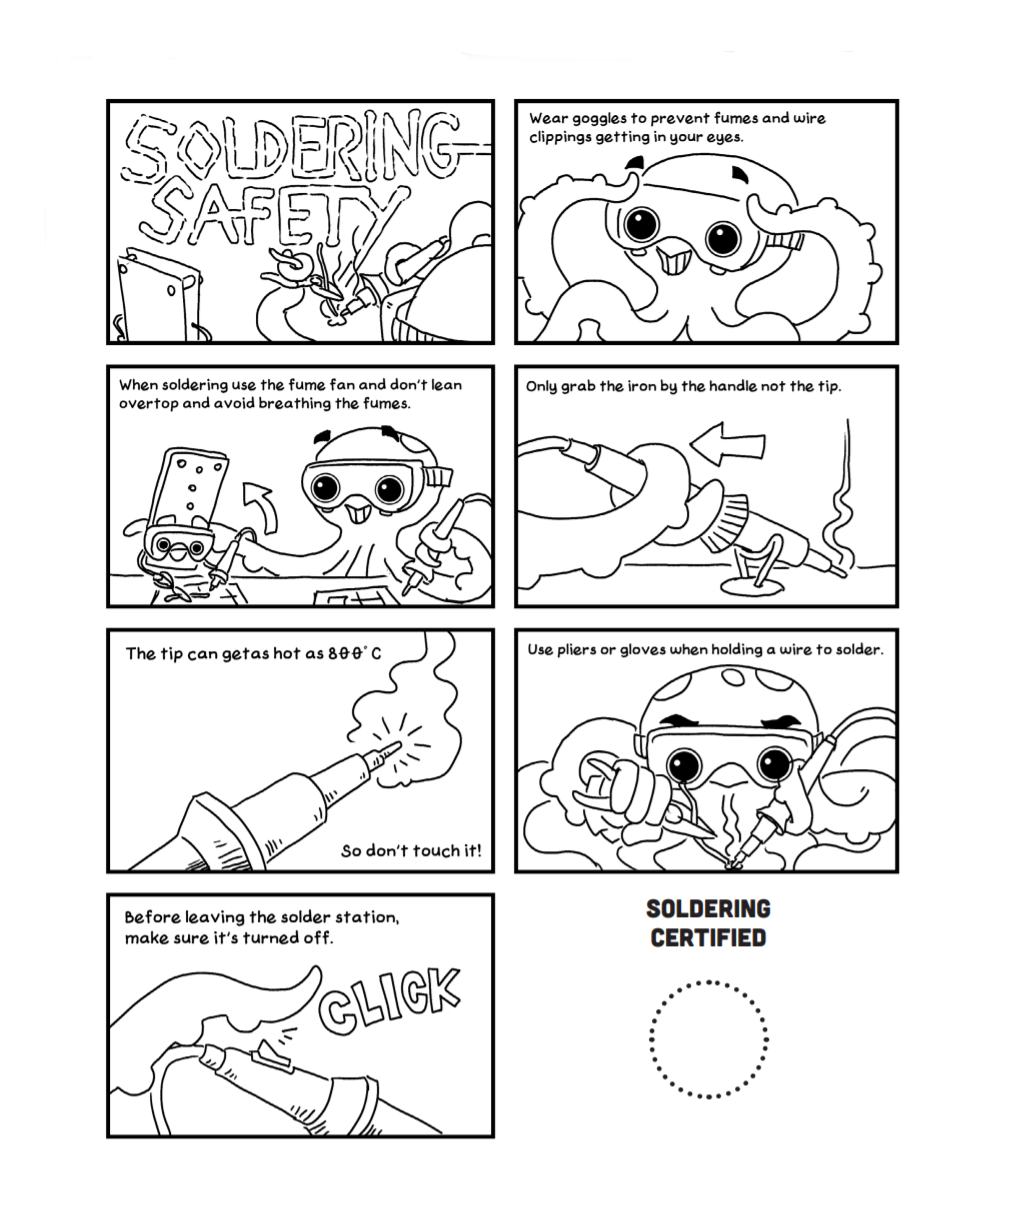 SOLDERING
SAFETY
Wear goggles to prevent fumes and wire
clippings getting in your eyes.
When soldering use the fume fan and don't lean
overtop and avoid breathing the fumes.
Only grab the iron by the handle not the tip.
The tip can getas hot as 800°C
So don't touch it!
Use pliers or gloves when holding a wire to solder.
Before leaving the solder station,
make sure it's turned off.
CLICK
SOLDERING
CERTIFIED